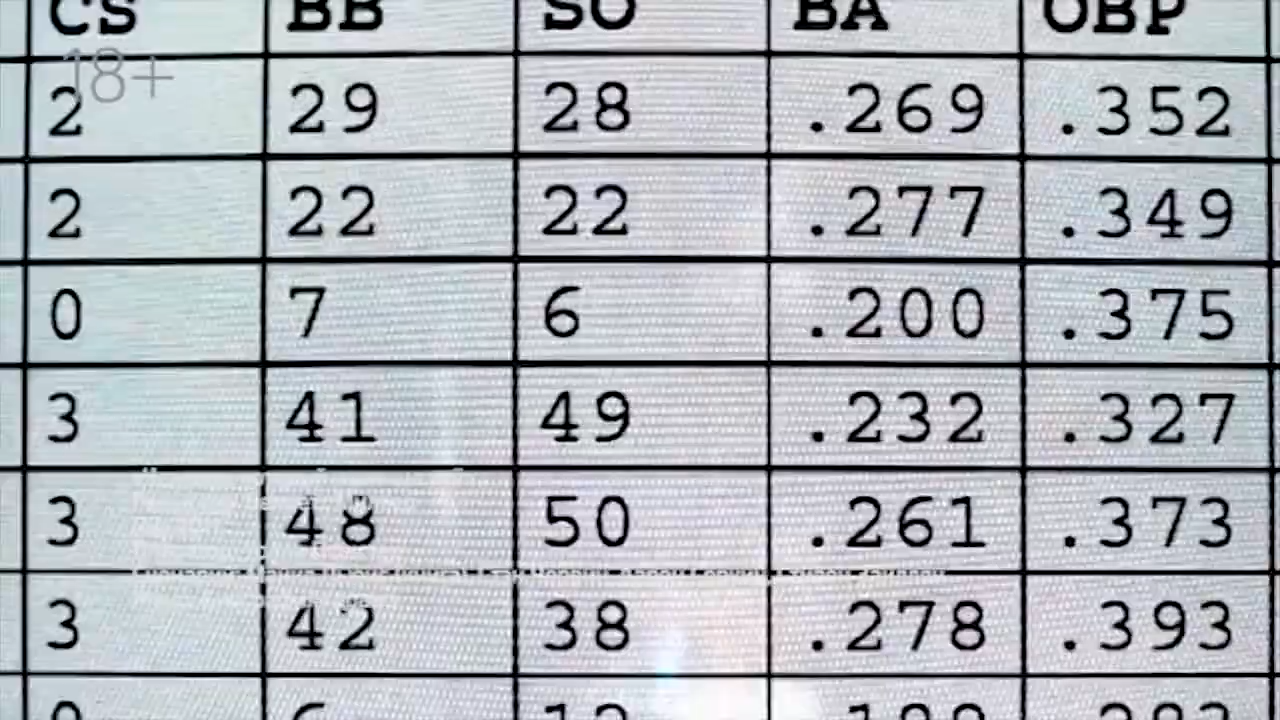 CS BB SO BA OBP
18+
2 29 28 .269 .352
2 22 22 .277 .349
0 7 6 .200 .375
3 41 49 .232 .327
3 48 50 .261 .373
3 42 38 .278 .393